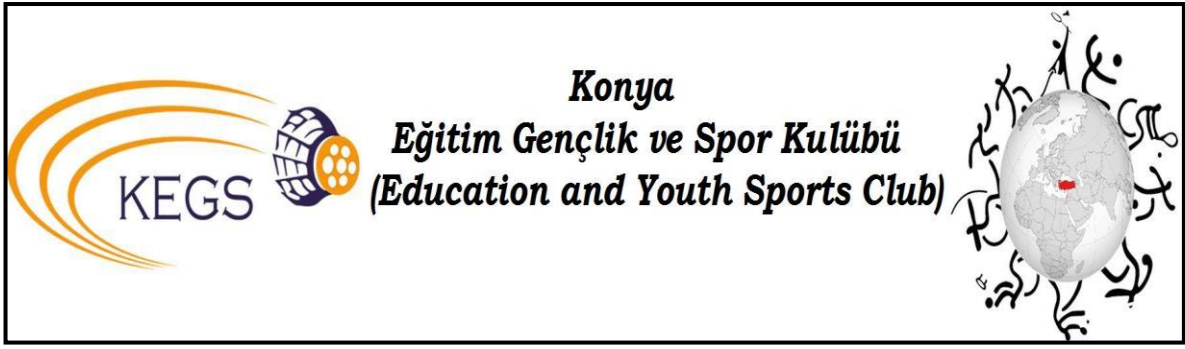 KEGS
Konya
Eğitim Gençlik ve Spor Kulübü
(Education and Youth Sports Club)